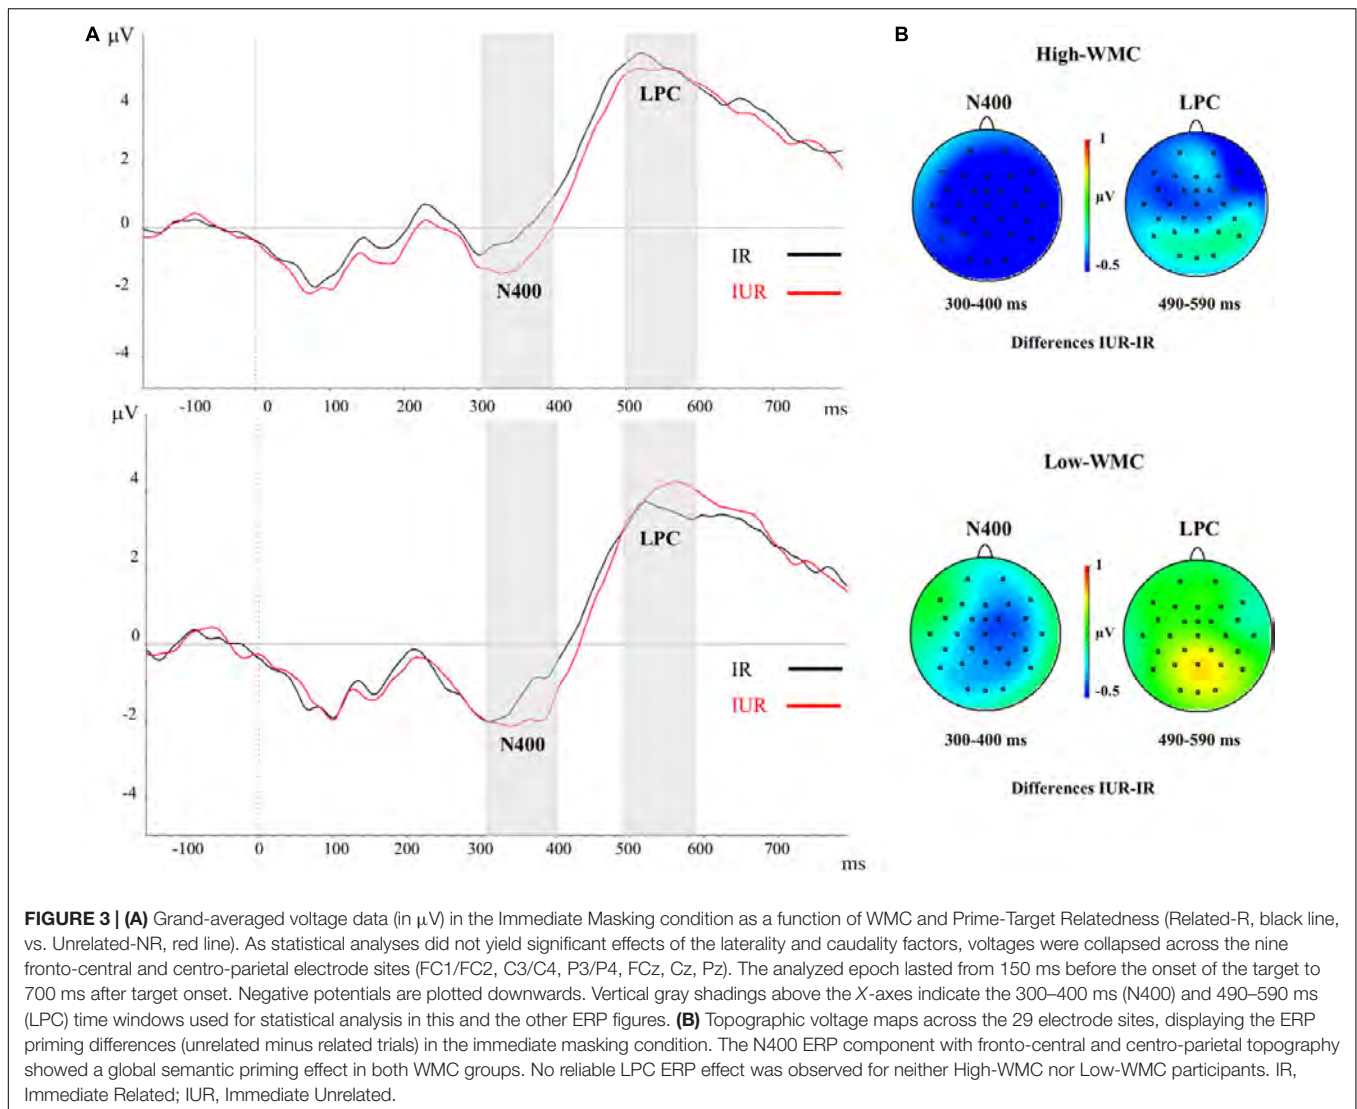 A
μV
4
2
0
-2
-4
LPC
N400
IR
IUR
-100 0 100 200 300 400 500 600 700 ms
μV
4
2
0
-2
-4
LPC
N400
IR
IUR
-100 0 100 200 300 400 500 600 700 ms
B
High-WMC
N400 LPC
1
μV
-0.5
300-400 ms 490-590 ms
Differences IUR-IR
Low-WMC
N400 LPC
1
μV
-0.5
300-400 ms 490-590 ms
Differences IUR-IR
FIGURE 3 | (A) Grand-averaged voltage data (in μV) in the Immediate Masking condition as a function of WMC and Prime-Target Relatedness (Related-R, black line,
vs. Unrelated-NR, red line). As statistical analyses did not yield significant effects of the laterality and caudality factors, voltages were collapsed across the nine
fronto-central and centro-parietal electrode sites (FC1/FC2, C3/C4, P3/P4, FCz, Cz, Pz). The analyzed epoch lasted from 150 ms before the onset of the target to
700 ms after target onset. Negative potentials are plotted downwards. Vertical gray shadings above the X-axes indicate the 300–400 ms (N400) and 490–590 ms
(LPC) time windows used for statistical analysis in this and the other ERP figures. (B) Topographic voltage maps across the 29 electrode sites, displaying the ERP
priming differences (unrelated minus related trials) in the immediate masking condition. The N400 ERP component with fronto-central and centro-parietal topography
showed a global semantic priming effect in both WMC groups. No reliable LPC ERP effect was observed for neither High-WMC nor Low-WMC participants. IR,
Immediate Related; IUR, Immediate Unrelated.